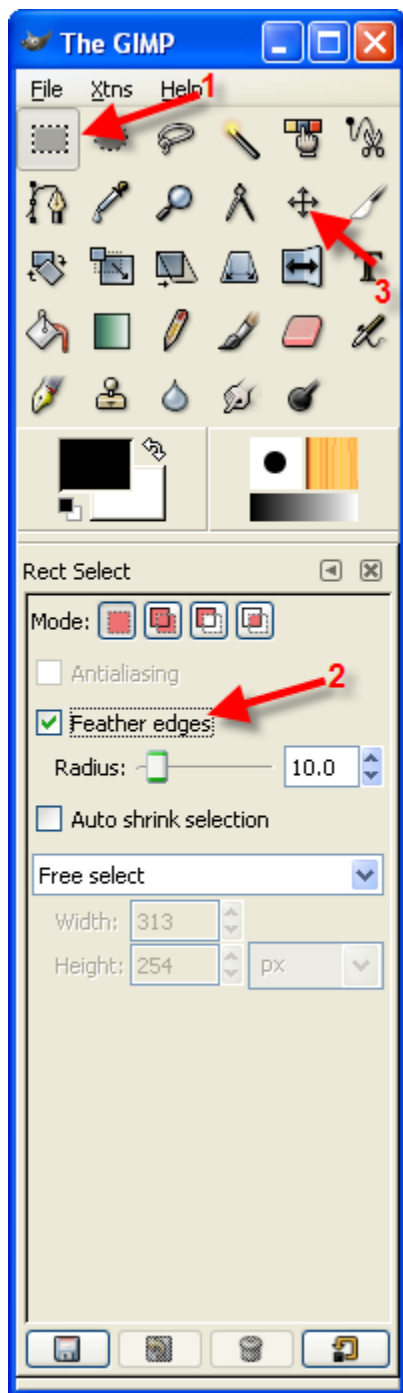 The GIMP
File Xtns Help
1
3
T
Rect Select
Mode:
Antialiasing
2
Feather edges
Radius: 10.0
Auto shrink selection
Free select
Width: 313
Height: 254 px